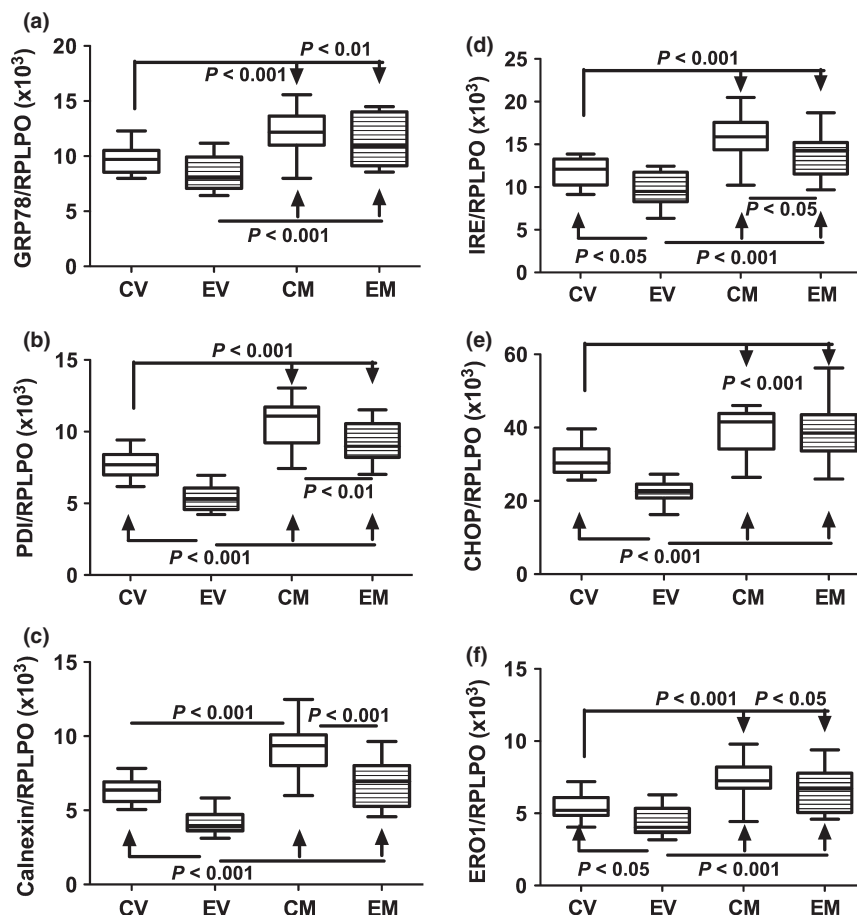 (a)
GRP78/RPLPO (x10³)
20
15
10
5
0
P < 0.01
P < 0.001
P < 0.001
CV EV CM EM
(b)
PDI/RPLPO (x10³)
15
10
5
0
P < 0.001
P < 0.01
P < 0.001
CV EV CM EM
(c)
Calnexin/RPLPO (x10³)
15
10
5
0
P < 0.001
P < 0.001
P < 0.001
CV EV CM EM
(d)
IRE/RPLPO (x10³)
25
20
15
10
5
0
P < 0.001
P < 0.05
P < 0.05
P < 0.001
CV EV CM EM
(e)
CHOP/RPLPO (x10³)
60
40
20
0
P < 0.001
P < 0.001
CV EV CM EM
(f)
ERO1/RPLPO (x10³)
15
10
5
0
P < 0.001
P < 0.05
P < 0.05
P < 0.001
CV EV CM EM